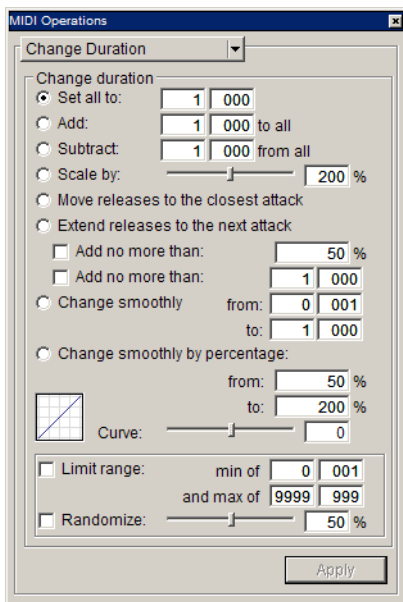 MIDI Operations
Change Duration
Change duration
Set all to: 1 000
Add: 1 000 to all
Subtract: 1 000 from all
Scale by: 200 %
Move releases to the closest attack
Extend releases to the next attack
Add no more than: 50 %
Add no more than: 1 000
Change smoothly from: 0 001
to: 1 000
Change smoothly by percentage:
from: 50 %
to: 200 %
Curve: 0
Limit range: min of 0 001
and max of 9999 999
Randomize: 50 %
Apply